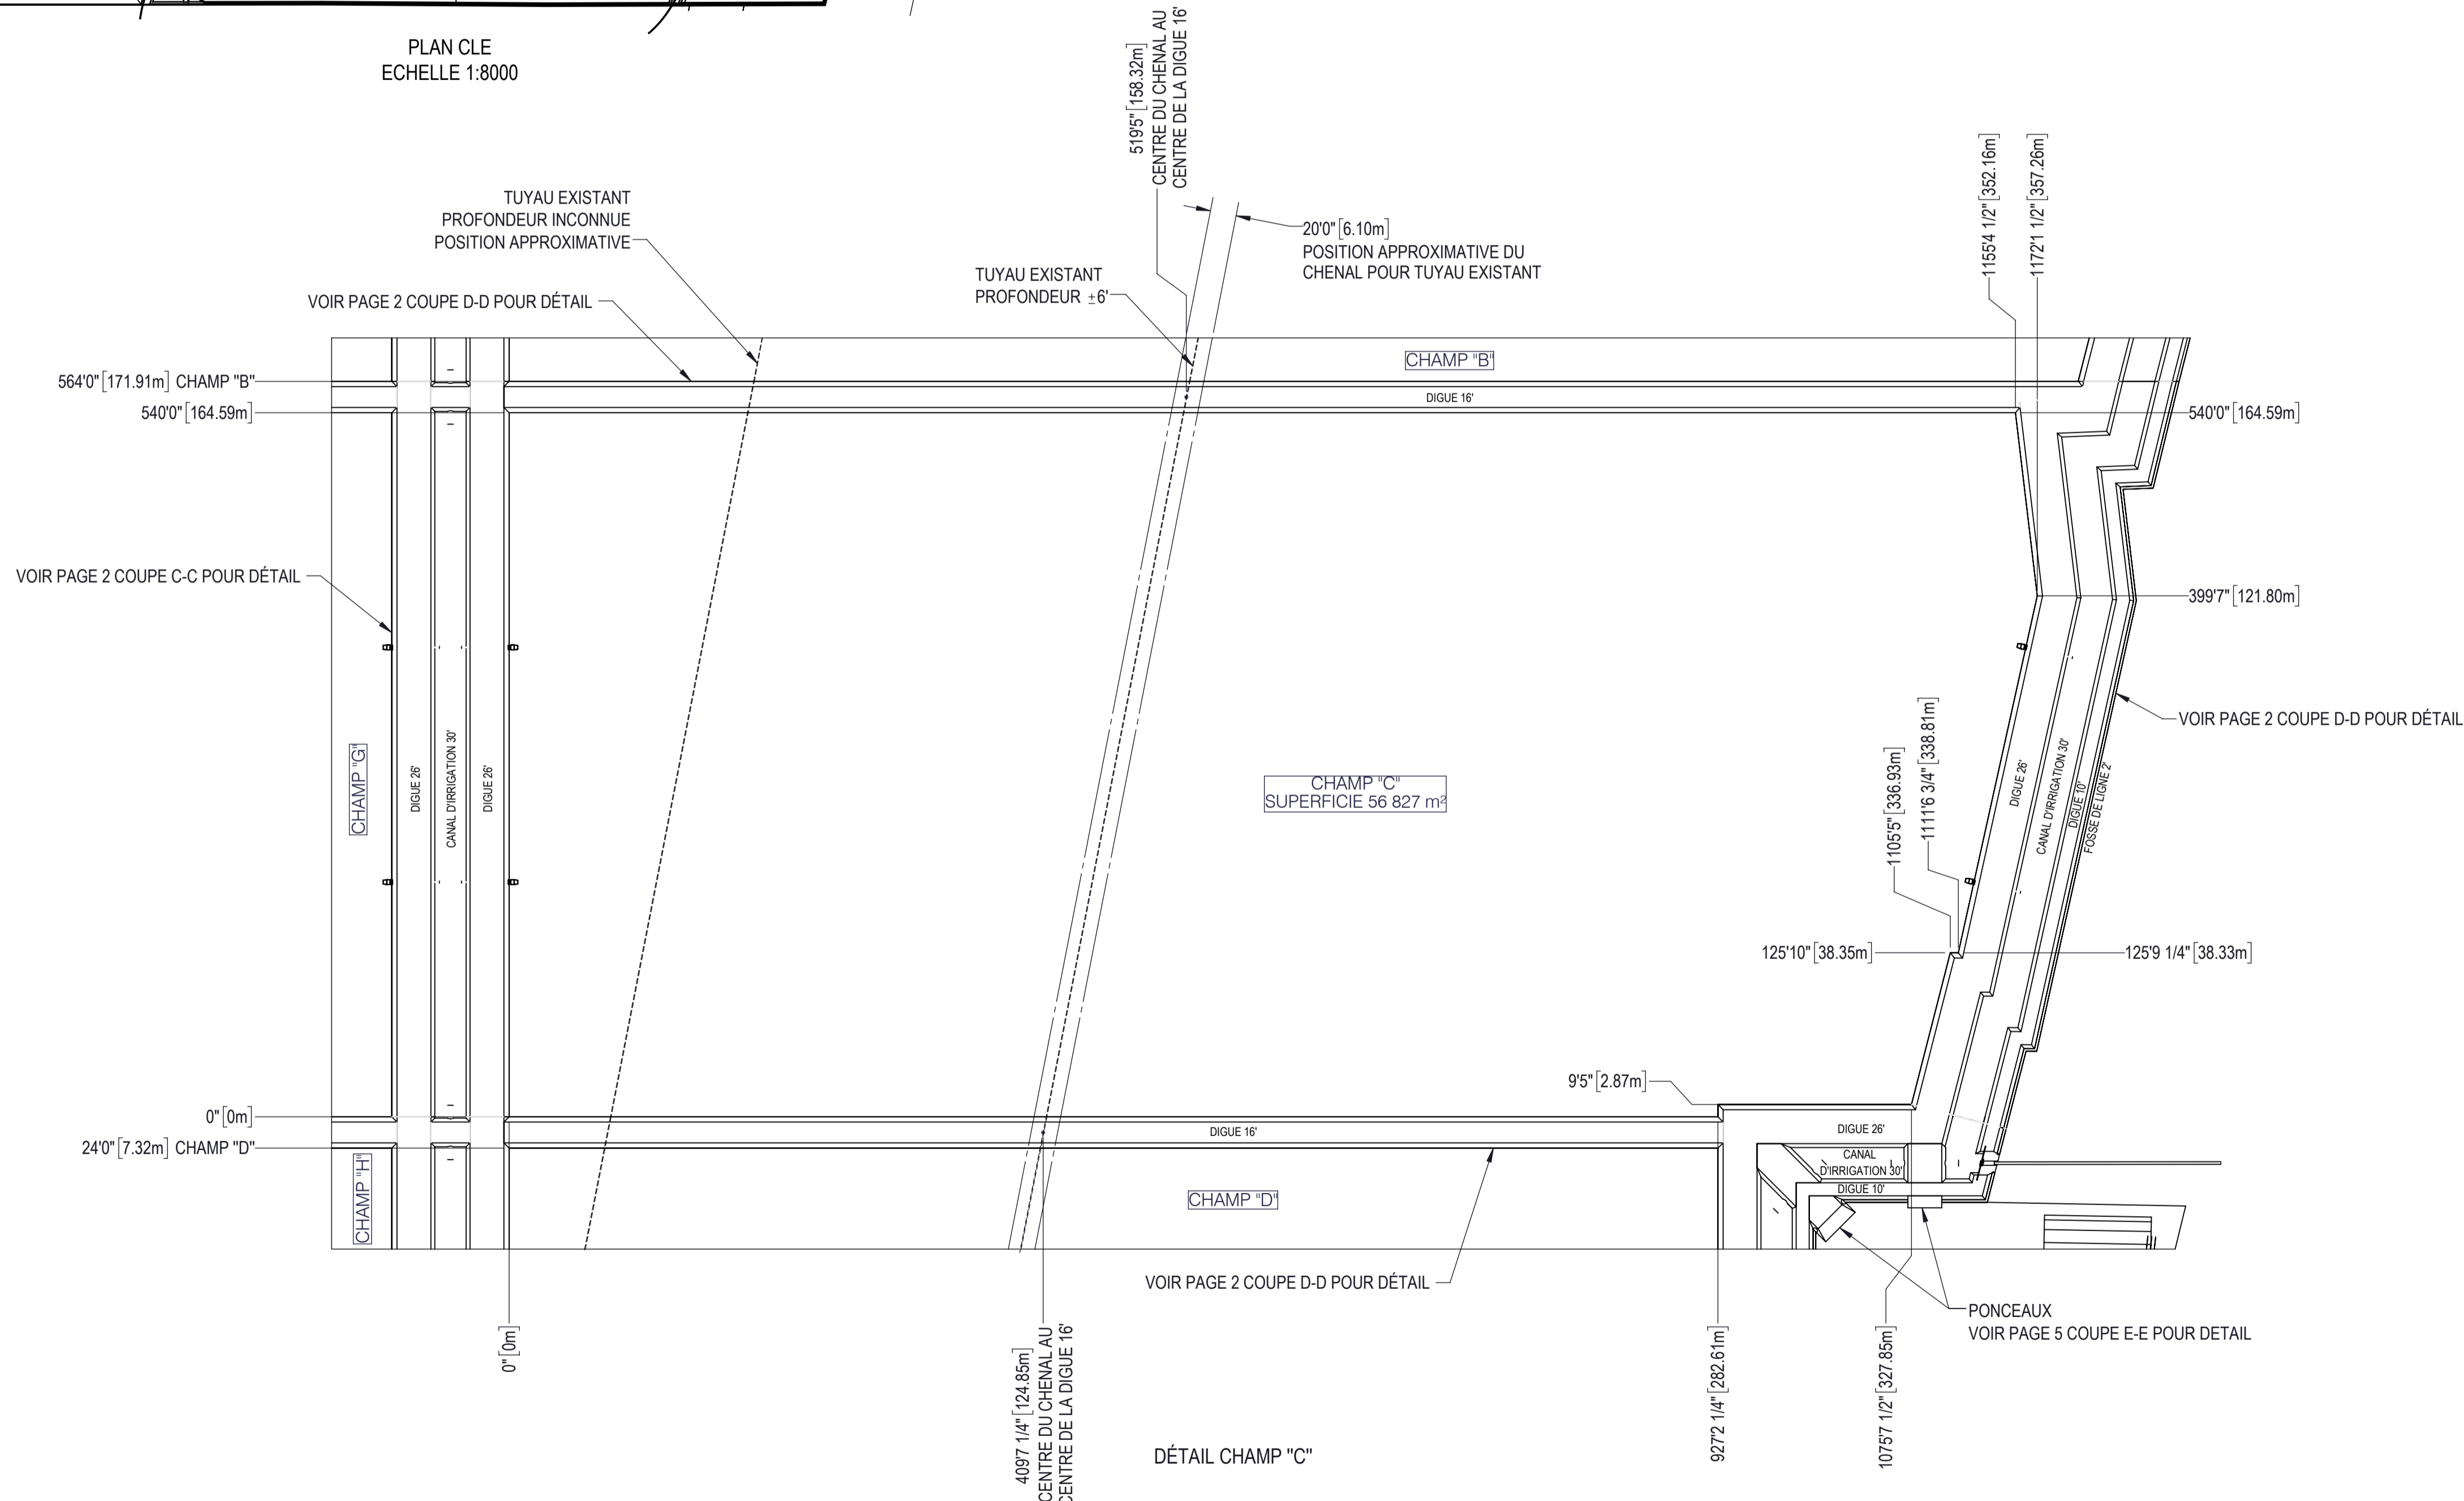 PLAN CLE
ECHELLE 1:8000
519'5" [158.32m]
CENTRE DU CHENAL AU
CENTRE DE LA DIGUE 16'
1155'4 1/2" [352.16m]
1172'1 1/2" [357.26m]
TUYAU EXISTANT
PROFONDEUR INCONNUE
POSITION APPROXIMATIVE
20'0" [6.10m]
POSITION APPROXIMATIVE DU
CHENAL POUR TUYAU EXISTANT
TUYAU EXISTANT
PROFONDEUR ±6'
VOIR PAGE 2 COUPE D-D POUR DÉTAIL
CHAMP "B"
564'0" [171.91m] CHAMP "B"
DIGUE 16'
540'0" [164.59m]
540'0" [164.59m]
VOIR PAGE 2 COUPE C-C POUR DÉTAIL
399'7" [121.80m]
VOIR PAGE 2 COUPE D-D POUR DÉTAIL
CHAMP "G"
DIGUE 26'
CANAL D'IRRIGATION 30'
DIGUE 26'
CHAMP "C"
SUPERFICIE 56 827 m²
1105'5" [336.93m]
1111'6 3/4" [338.81m]
DIGUE 26'
CANAL D'IRRIGATION 30'
DIGUE 10'
FOSSE DE LIGNE 2'
125'10" [38.35m]
125'9 1/4" [38.33m]
9'5" [2.87m]
0" [0m]
24'0" [7.32m] CHAMP "D"
DIGUE 16'
DIGUE 26'
CANAL
D'IRRIGATION 30'
DIGUE 10'
CHAMP "H"
CHAMP "D"
VOIR PAGE 2 COUPE D-D POUR DÉTAIL
PONCEAUX
VOIR PAGE 5 COUPE E-E POUR DETAIL
0" [0m]
409'7 1/4" [124.85m]
CENTRE DU CHENAL AU
CENTRE DE LA DIGUE 16'
927'2 1/4" [282.61m]
1075'7 1/2" [327.85m]
DÉTAIL CHAMP "C"